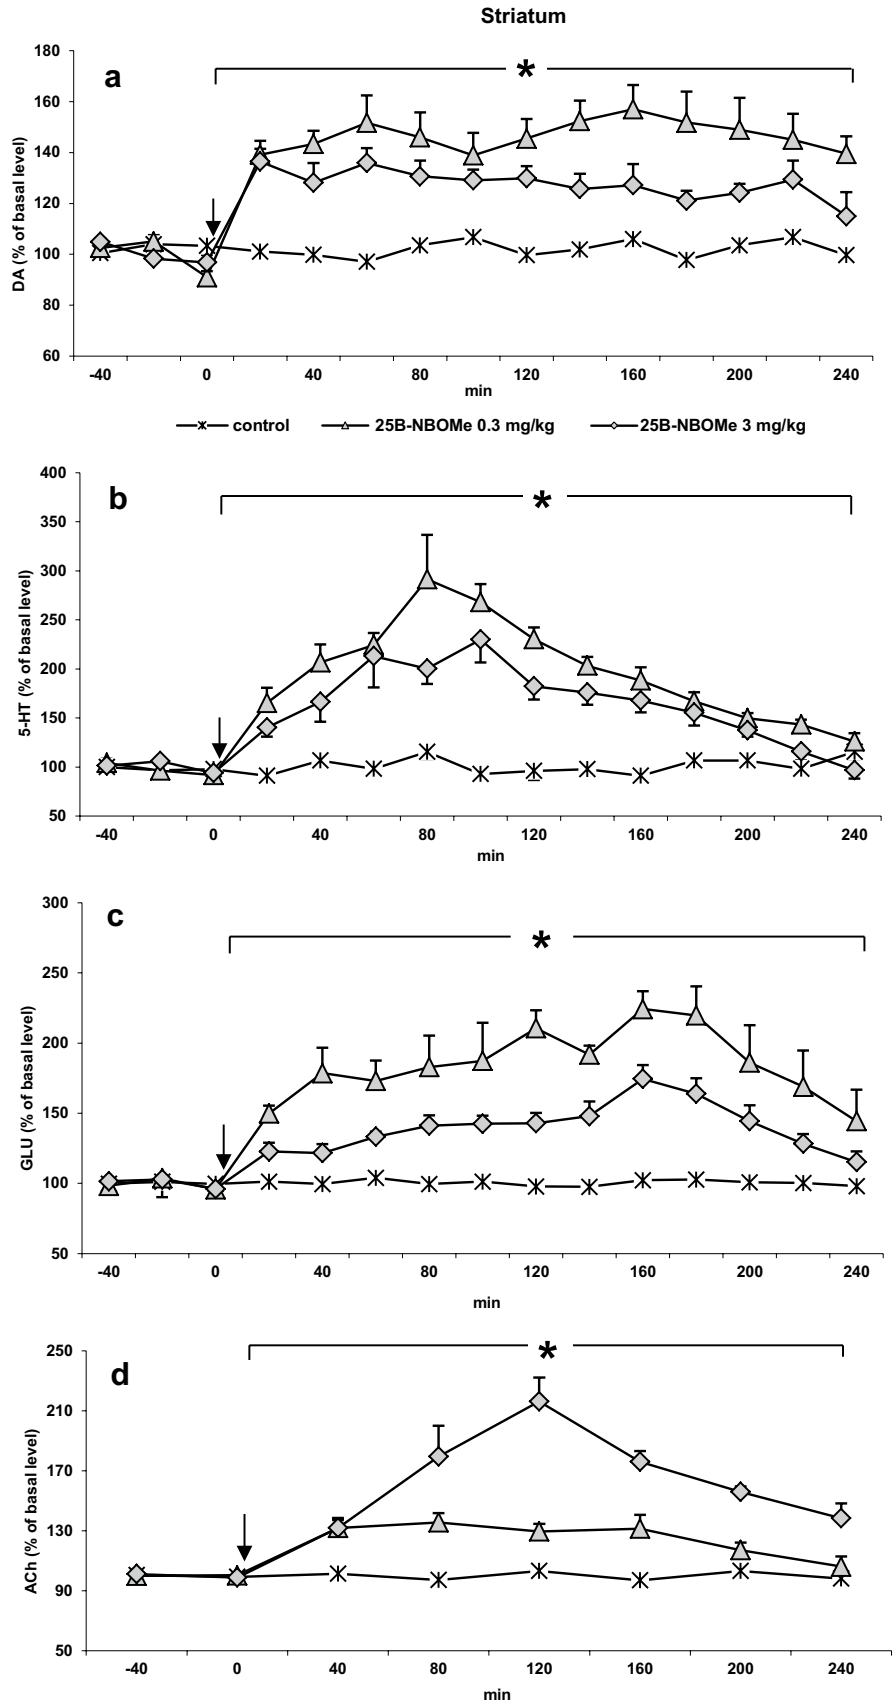 Striatum
a
*
180
160
140
120
100
80
60
DA (% of basal level)
-40 0 40 80 120 160 200 240
min
control 25B-NBOMe 0.3 mg/kg 25B-NBOMe 3 mg/kg
b
*
400
350
300
250
200
150
100
50
5-HT (% of basal level)
-40 0 40 80 120 160 200 240
min
c
*
300
250
200
150
100
50
GLU (% of basal level)
-40 0 40 80 120 160 200 240
min
d
*
250
210
170
130
90
50
ACh (% of basal level)
-40 0 40 80 120 160 200 240
min